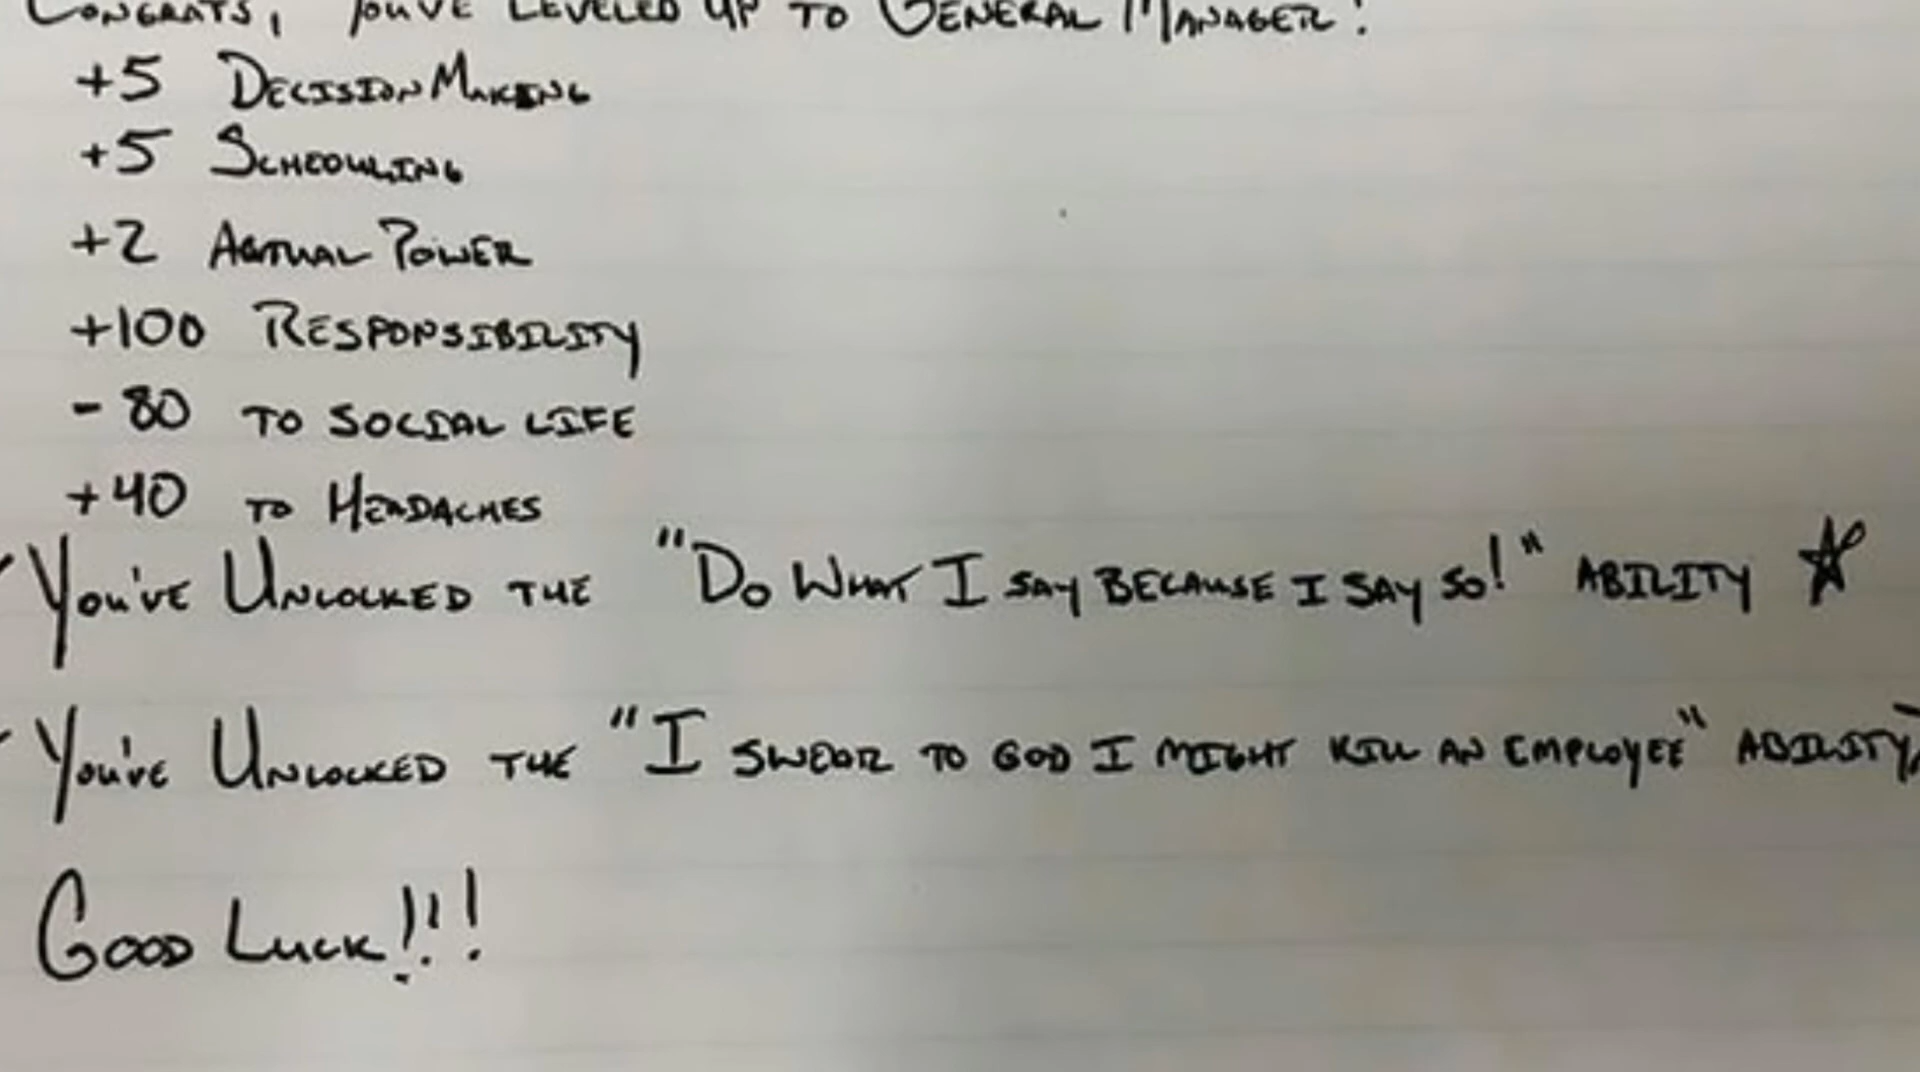 Congrats, you've leveled up to General Manager!
+5 Decision Making
+5 Scheduling
+2 Actual Power
+100 Responsibility
- 80 to social life
+40 to Headaches
You've Unlocked the "Do What I say because I say so!" ability
You've Unlocked the "I swear to god I might kill an employee" ability
Good Luck!!!